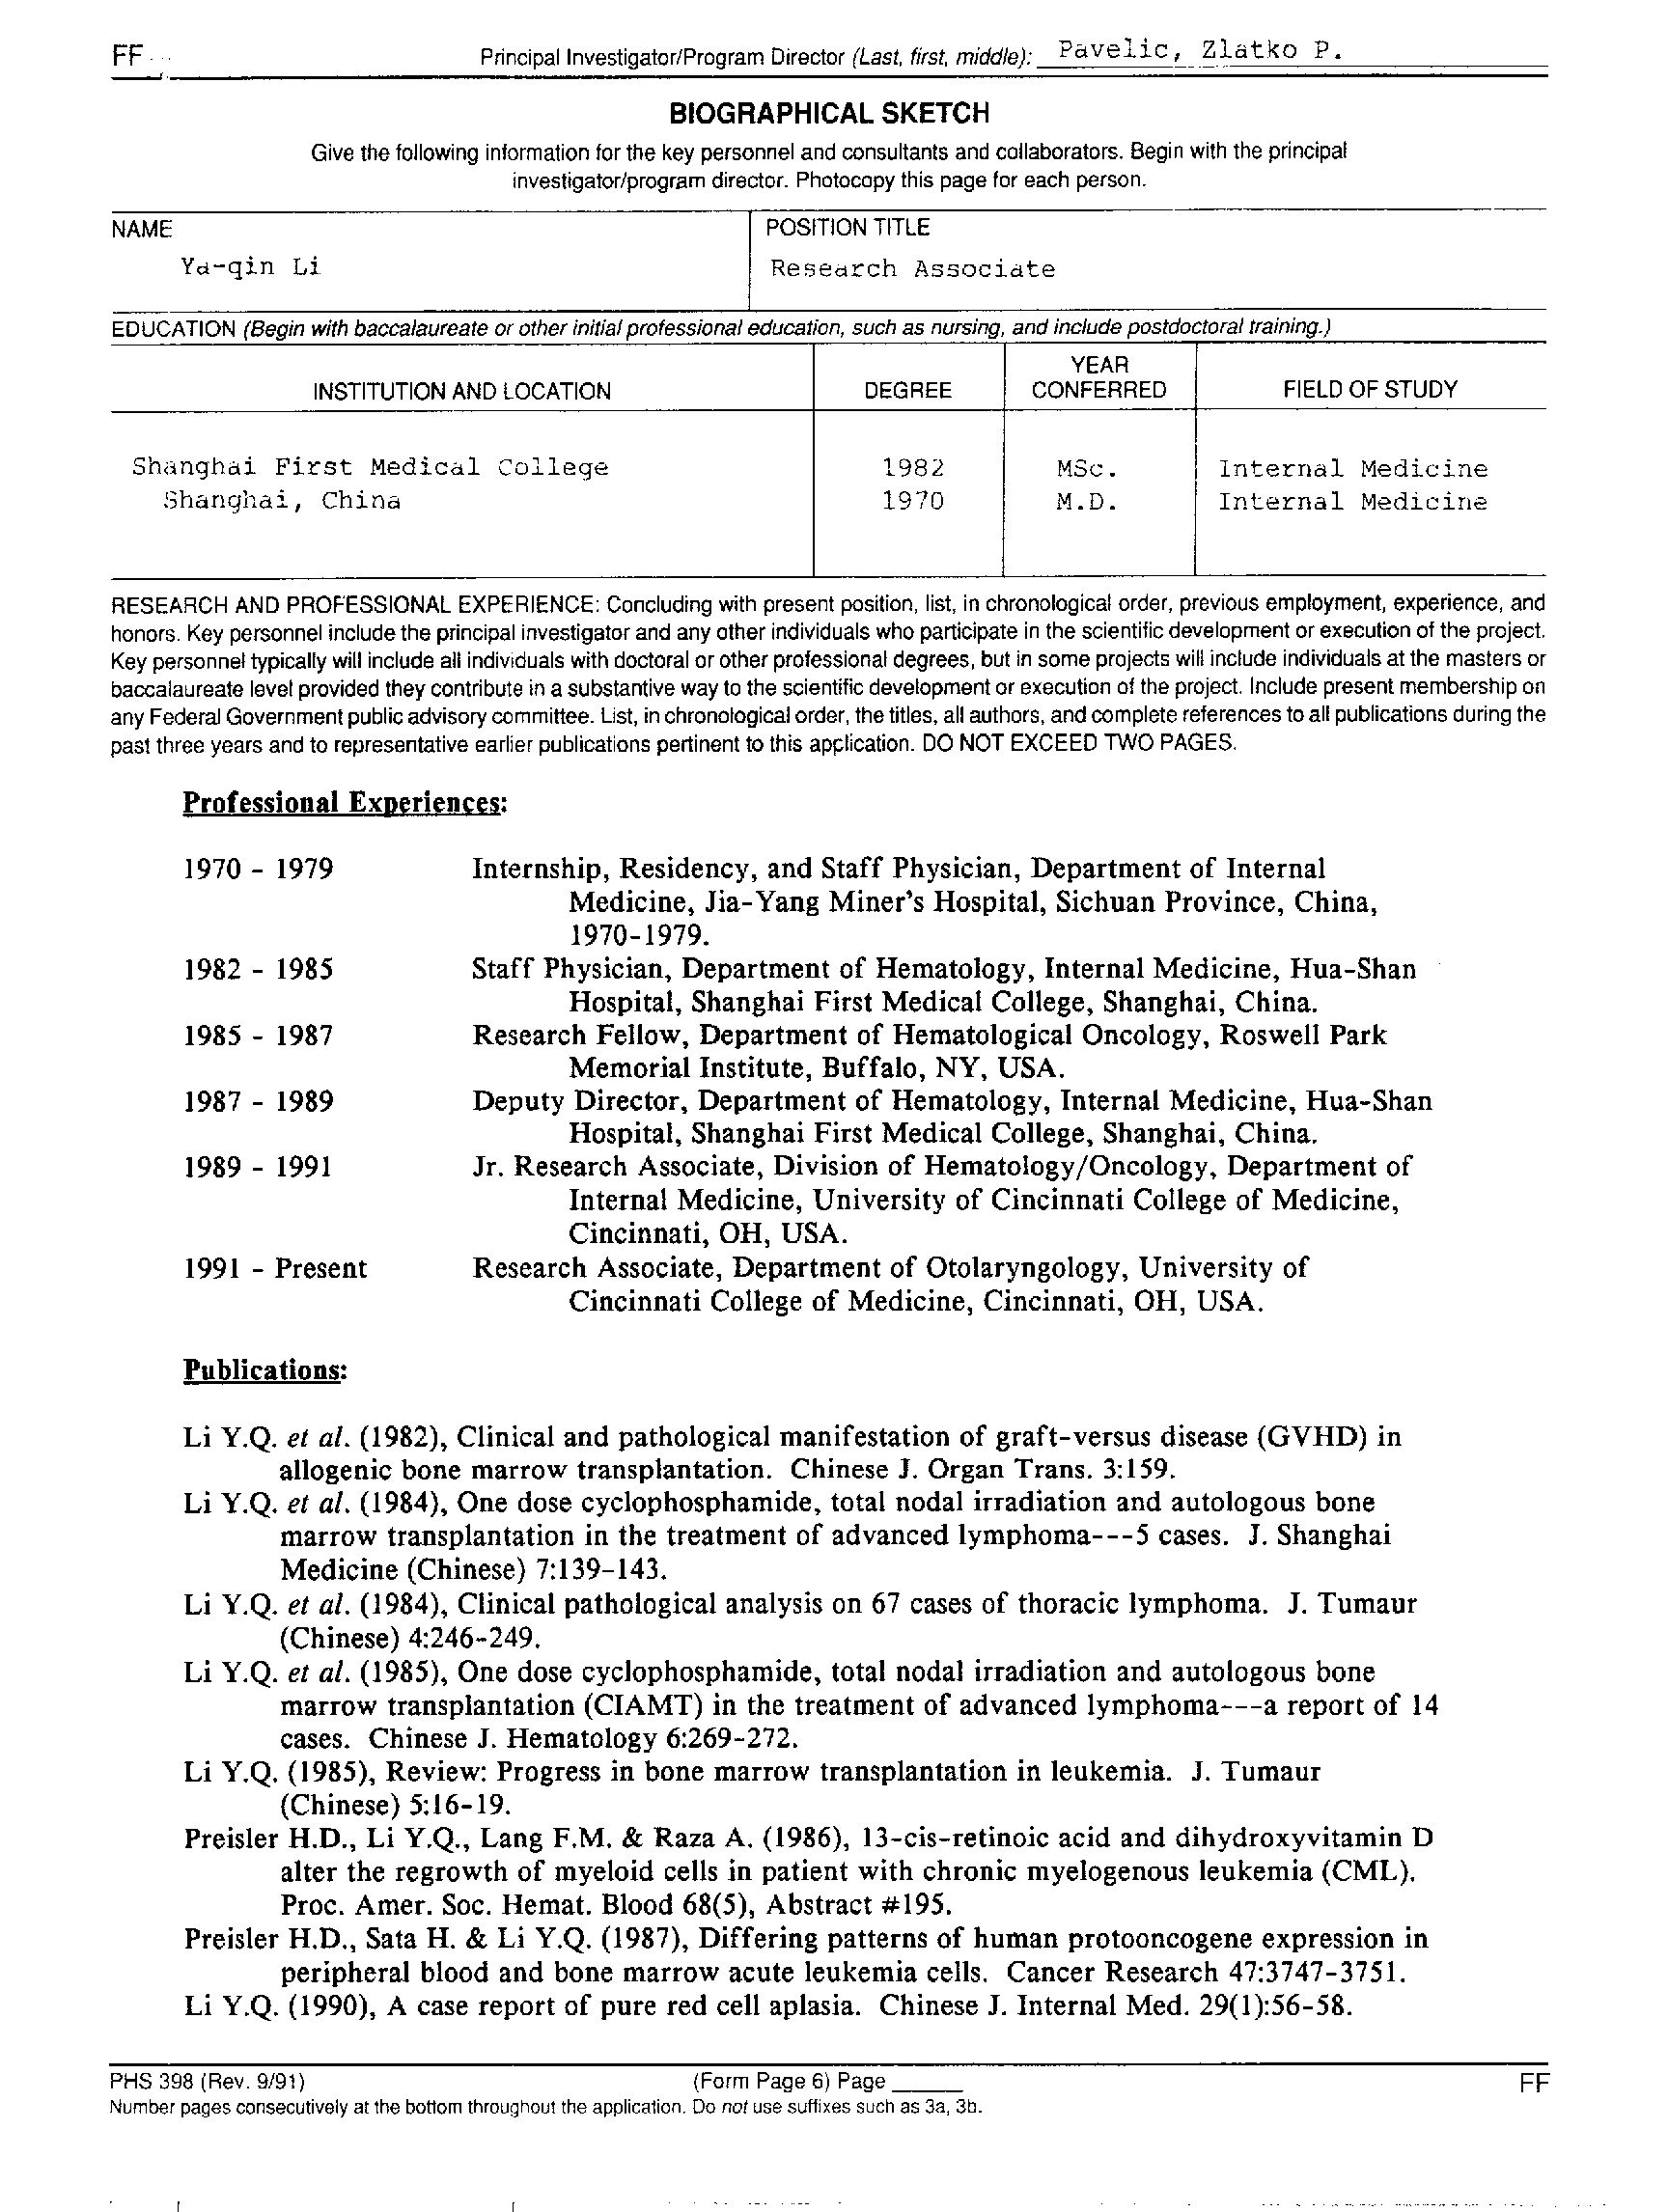 FF
Principal Investigator/Program Director (Last, first, middle): Pavelic, Zlatko P.
BIOGRAPHICAL SKETCH
Give the following information for the key personnel and consultants and collaborators. Begin with the principal
investigator/program director. Photocopy this page for each person.
NAME
Ya-qin Li
POSITION TITLE
Research Associate
EDUCATION (Begin with baccalaureate or other initial professional education, such as nursing, and include postdoctoral training.)
INSTITUTION AND LOCATION
DEGREE
YEAR
CONFERRED
FIELD OF STUDY
Shanghai First Medical College 1982 MSc. Internal Medicine
Shanghai, China 1970 M.D. Internal Medicine
RESEARCH AND PROFESSIONAL EXPERIENCE: Concluding with present position, list, in chronological order, previous employment, experience, and
honors. Key personnel include the principal investigator and any other individuals who participate in the scientific development or execution of the project.
Key personnel typically will include all individuals with doctoral or other professional degrees, but in some projects will include individuals at the masters or
baccalaureate level provided they contribute in a substantive way to the scientific development or execution of the project. Include present membership on
any Federal Government public advisory committee. List, in chronological order, the titles, all authors, and complete references to all publications during the
past three years and to representative earlier publications pertinent to this application. DO NOT EXCEED TWO PAGES.
Professional Experiences:
1970 - 1979 Internship, Residency, and Staff Physician, Department of Internal
Medicine, Jia-Yang Miner's Hospital, Sichuan Province, China,
1970-1979.
1982 - 1985 Staff Physician, Department of Hematology, Internal Medicine, Hua-Shan
Hospital, Shanghai First Medical College, Shanghai, China.
1985 - 1987 Research Fellow, Department of Hematological Oncology, Roswell Park
Memorial Institute, Buffalo, NY, USA.
1987 - 1989 Deputy Director, Department of Hematology, Internal Medicine, Hua-Shan
Hospital, Shanghai First Medical College, Shanghai, China.
1989 - 1991 Jr. Research Associate, Division of Hematology/Oncology, Department of
Internal Medicine, University of Cincinnati College of Medicine,
Cincinnati, OH, USA.
1991 - Present Research Associate, Department of Otolaryngology, University of
Cincinnati College of Medicine, Cincinnati, OH, USA.
Publications:
Li Y.Q. et al. (1982), Clinical and pathological manifestation of graft-versus disease (GVHD) in
allogenic bone marrow transplantation. Chinese J. Organ Trans. 3:159.
Li Y.Q. et al. (1984), One dose cyclophosphamide, total nodal irradiation and autologous bone
marrow transplantation in the treatment of advanced lymphoma---5 cases. J. Shanghai
Medicine (Chinese) 7:139-143.
Li Y.Q. et al. (1984), Clinical pathological analysis on 67 cases of thoracic lymphoma. J. Tumaur
(Chinese) 4:246-249.
Li Y.Q. et al. (1985), One dose cyclophosphamide, total nodal irradiation and autologous bone
marrow transplantation (CIAMT) in the treatment of advanced lymphoma---a report of 14
cases. Chinese J. Hematology 6:269-272.
Li Y.Q. (1985), Review: Progress in bone marrow transplantation in leukemia. J. Tumaur
(Chinese) 5:16-19.
Preisler H.D., Li Y.Q., Lang F.M. & Raza A. (1986), 13-cis-retinoic acid and dihydroxyvitamin D
alter the regrowth of myeloid cells in patient with chronic myelogenous leukemia (CML).
Proc. Amer. Soc. Hemat. Blood 68(5), Abstract #195.
Preisler H.D., Sata H. & Li Y.Q. (1987), Differing patterns of human protooncogene expression in
peripheral blood and bone marrow acute leukemia cells. Cancer Research 47:3747-3751.
Li Y.Q. (1990), A case report of pure red cell aplasia. Chinese J. Internal Med. 29(1):56-58.
PHS 398 (Rev. 9/91) (Form Page 6) Page ______ FF
Number pages consecutively at the bottom throughout the application. Do not use suffixes such as 3a, 3b.